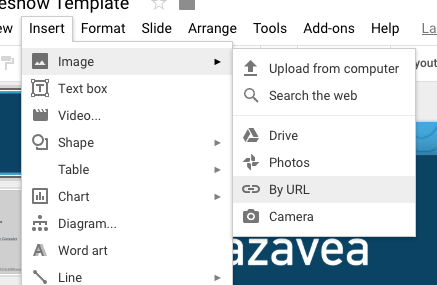 eshow Template
ew Insert Format Slide Arrange Tools Add-ons Help La
Image
Text box
Video...
Shape
Table
Chart
Diagram...
Word art
Line
Upload from computer
Search the web
Drive
Photos
By URL
Camera
yout
azavea